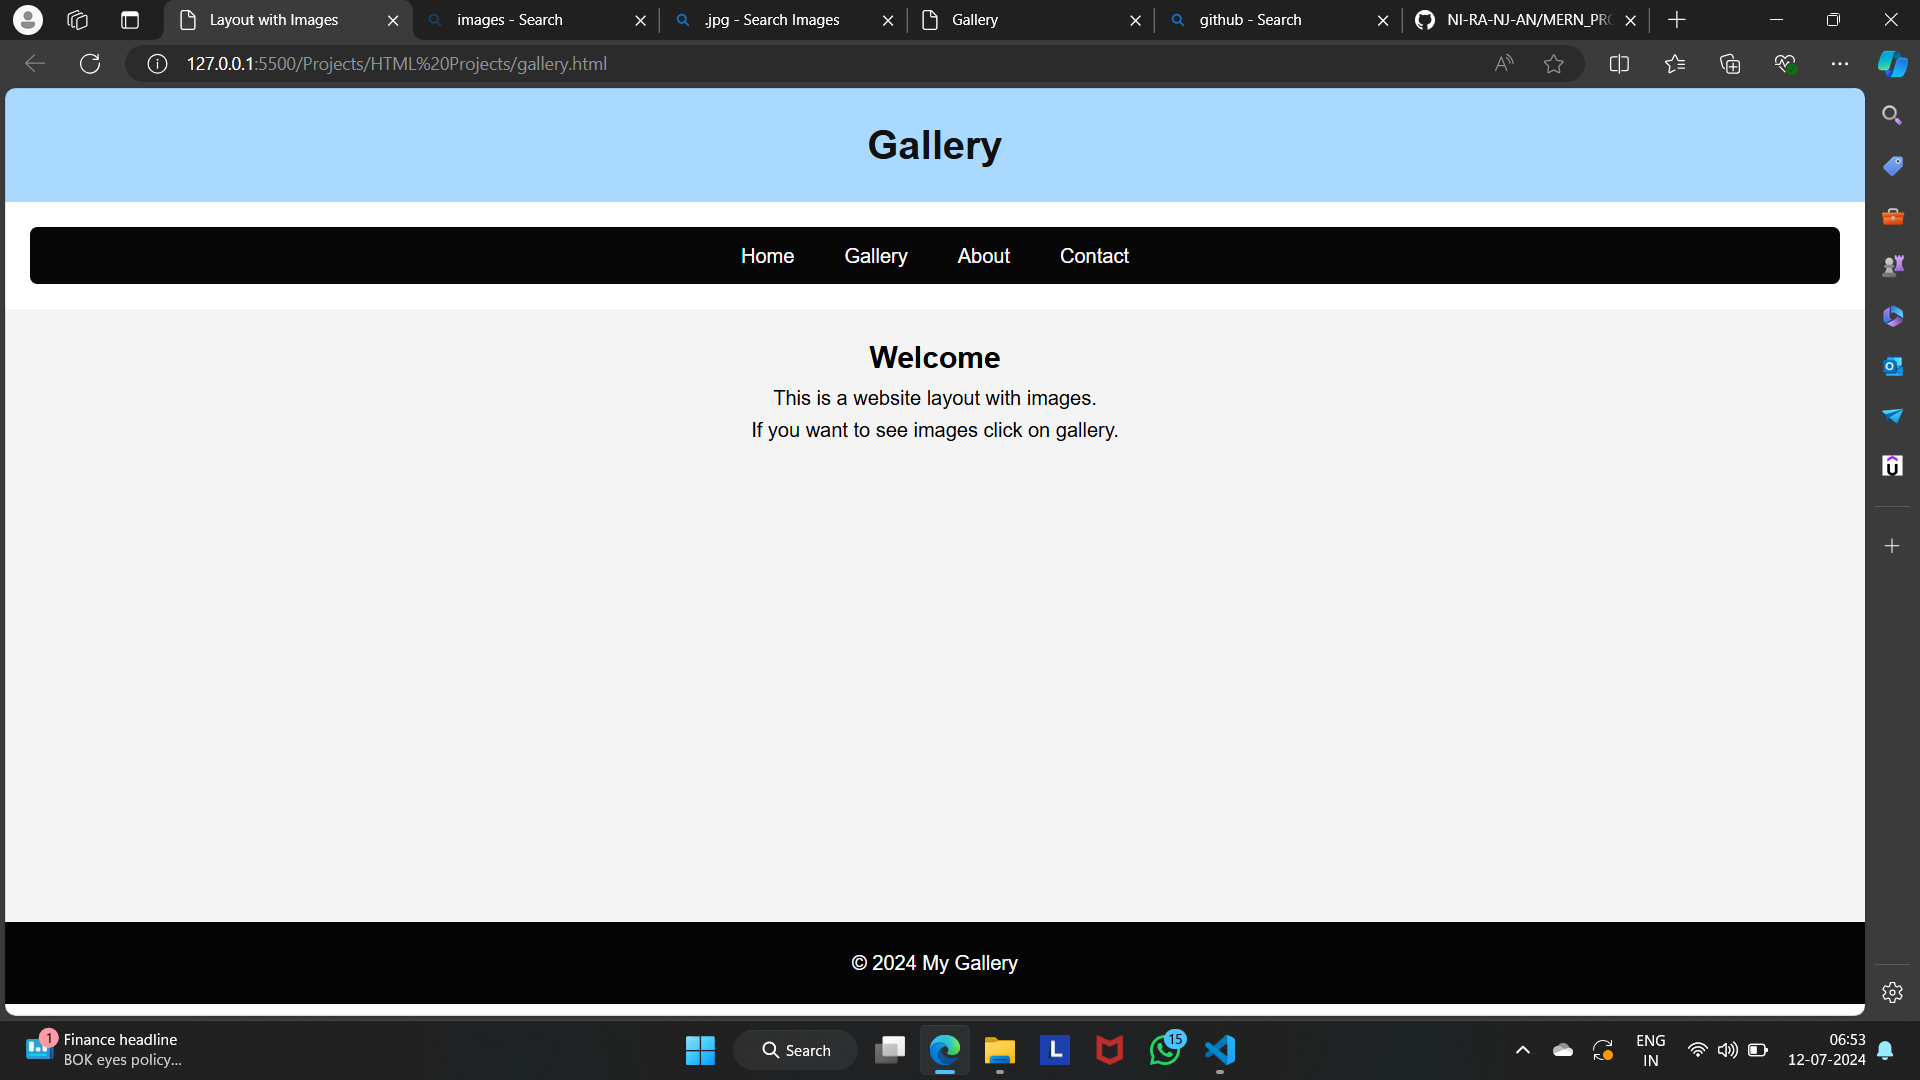 Layout with Images
images - Search
.jpg - Search Images
Gallery
github - Search
NI-RA-NJ-AN/MERN_PRO
127.0.0.1:5500/Projects/HTML%20Projects/gallery.html
Gallery
Home Gallery About Contact
Welcome
This is a website layout with images.
If you want to see images click on gallery.
© 2024 My Gallery
1
Finance headline
BOK eyes policy...
Search
L
15
ENG
IN
06:53
12-07-2024